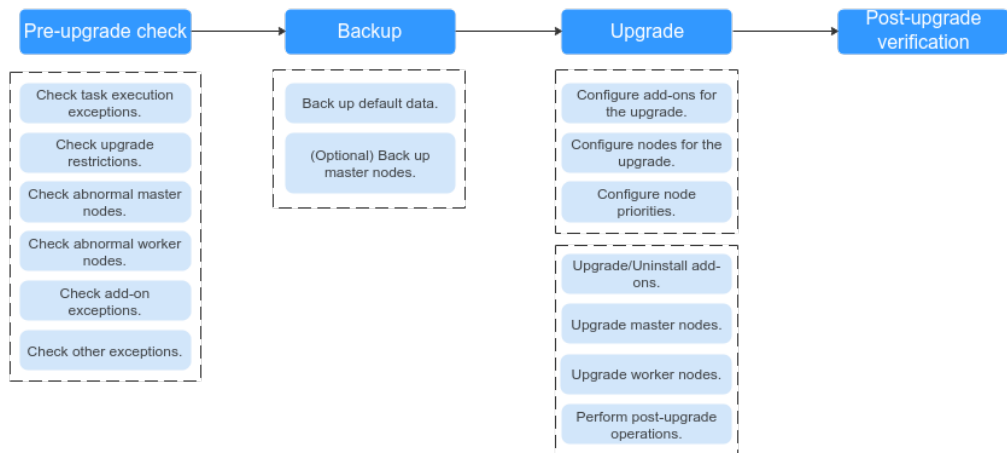 Pre-upgrade check
Backup
Upgrade
Post-upgrade
verification
Check task execution
exceptions.
Check upgrade
restrictions.
Check abnormal master
nodes.
Check abnormal worker
nodes.
Check add-on
exceptions.
Check other exceptions.
Back up default data.
(Optional) Back up
master nodes.
Configure add-ons for
the upgrade.
Configure nodes for the
upgrade.
Configure node
priorities.
Upgrade/Uninstall add-
ons.
Upgrade master nodes.
Upgrade worker nodes.
Perform post-upgrade
operations.